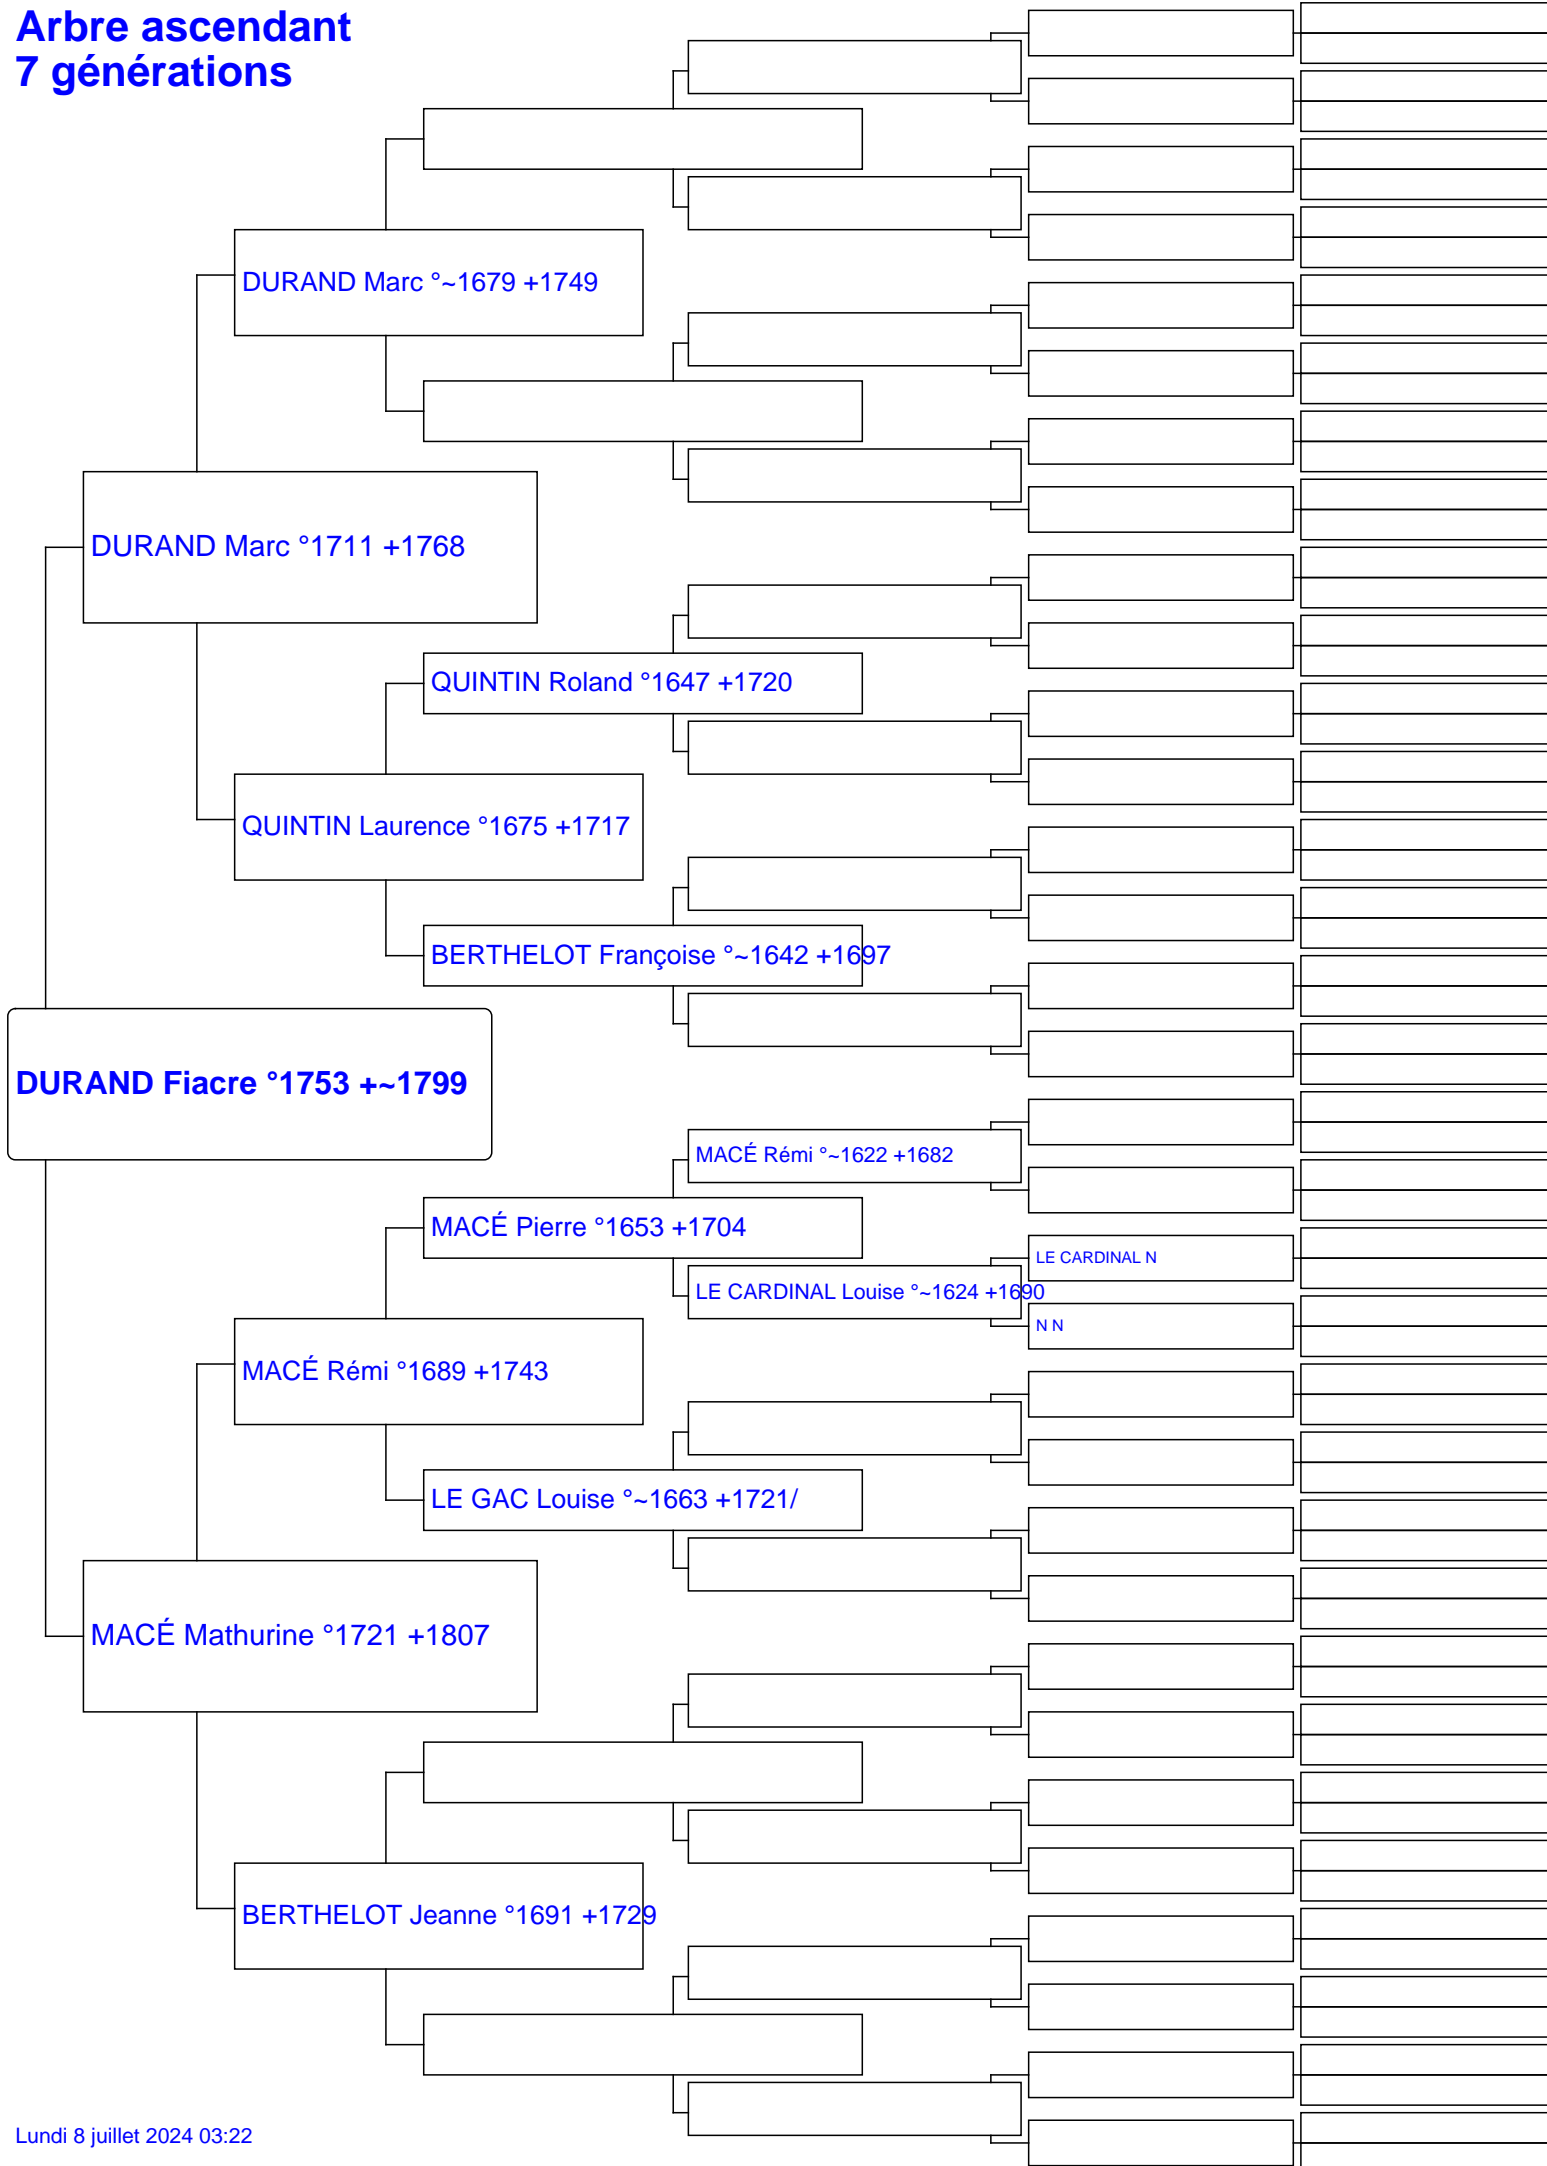 Arbre ascendant
7 générations
DURAND Marc °~1679 +1749
DURAND Marc °1711 +1768
QUINTIN Roland °1647 +1720
QUINTIN Laurence °1675 +1717
BERTHELOT Françoise °~1642 +1697
DURAND Fiacre °1753 +~1799
MACÉ Rémi °~1622 +1682
MACÉ Pierre °1653 +1704
LE CARDINAL N
LE CARDINAL Louise °~1624 +1690
N N
MACÉ Rémi °1689 +1743
LE GAC Louise °~1663 +1721/
MACÉ Mathurine °1721 +1807
BERTHELOT Jeanne °1691 +1729
Lundi 8 juillet 2024 03:22